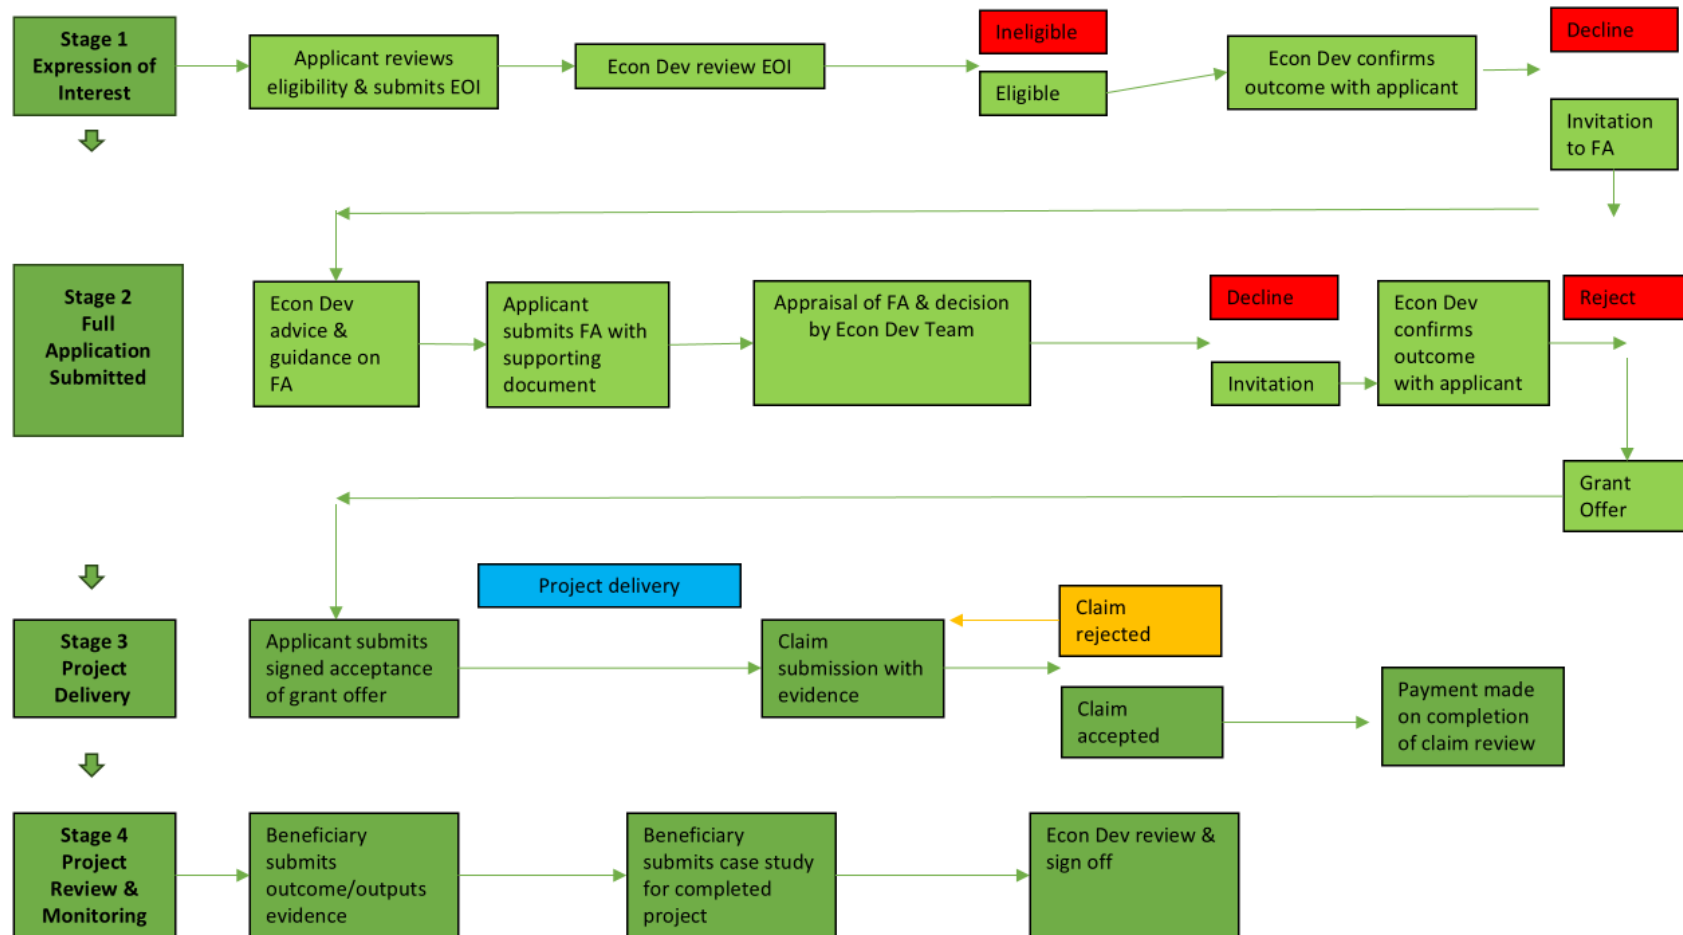 Stage 1
Expression of
Interest
Applicant reviews
eligibility & submits EOI
Econ Dev review EOI
Ineligible
Eligible
Econ Dev confirms
outcome with applicant
Decline
Invitation
to FA
Stage 2
Full
Application
Submitted
Econ Dev
advice &
guidance on
FA
Applicant
submits FA with
supporting
document
Appraisal of FA & decision
by Econ Dev Team
Decline
Invitation
Econ Dev
confirms
outcome
with applicant
Reject
Grant
Offer
Stage 3
Project
Delivery
Applicant submits
signed acceptance
of grant offer
Project delivery
Claim
submission with
evidence
Claim
rejected
Claim
accepted
Payment made
on completion
of claim review
Stage 4
Project
Review &
Monitoring
Beneficiary
submits
outcome/outputs
evidence
Beneficiary
submits case study
for completed
project
Econ Dev review &
sign off